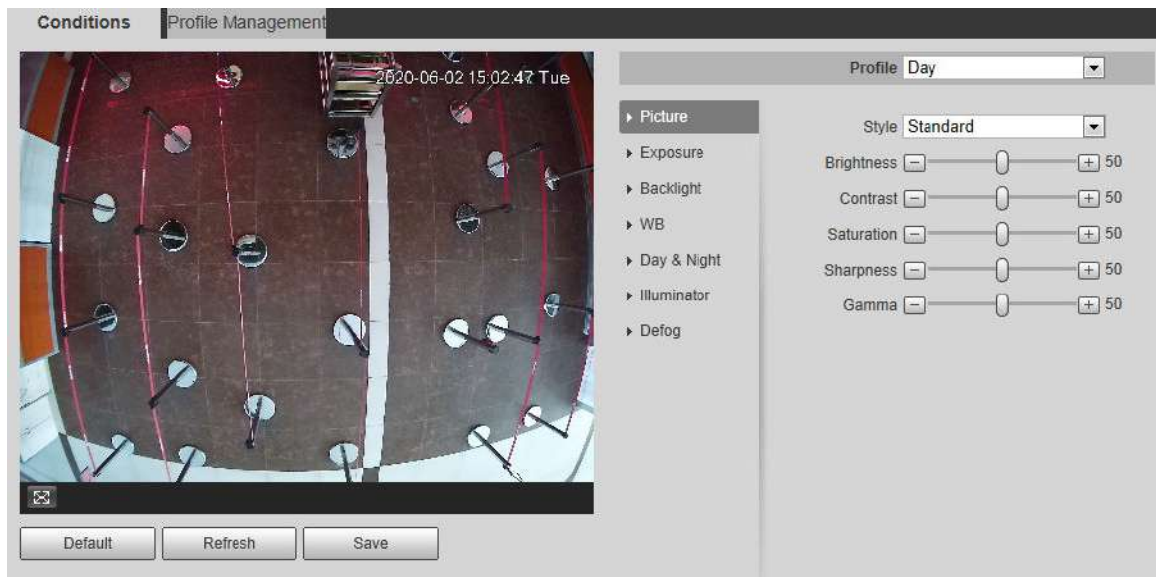 Conditions
Profile Management
2020-06-02 15:02:47 Tue
Profile Day
Picture
Exposure
Backlight
WB
Day & Night
Illuminator
Defog
Style Standard
Brightness 50
Contrast 50
Saturation 50
Sharpness 50
Gamma 50
Default
Refresh
Save